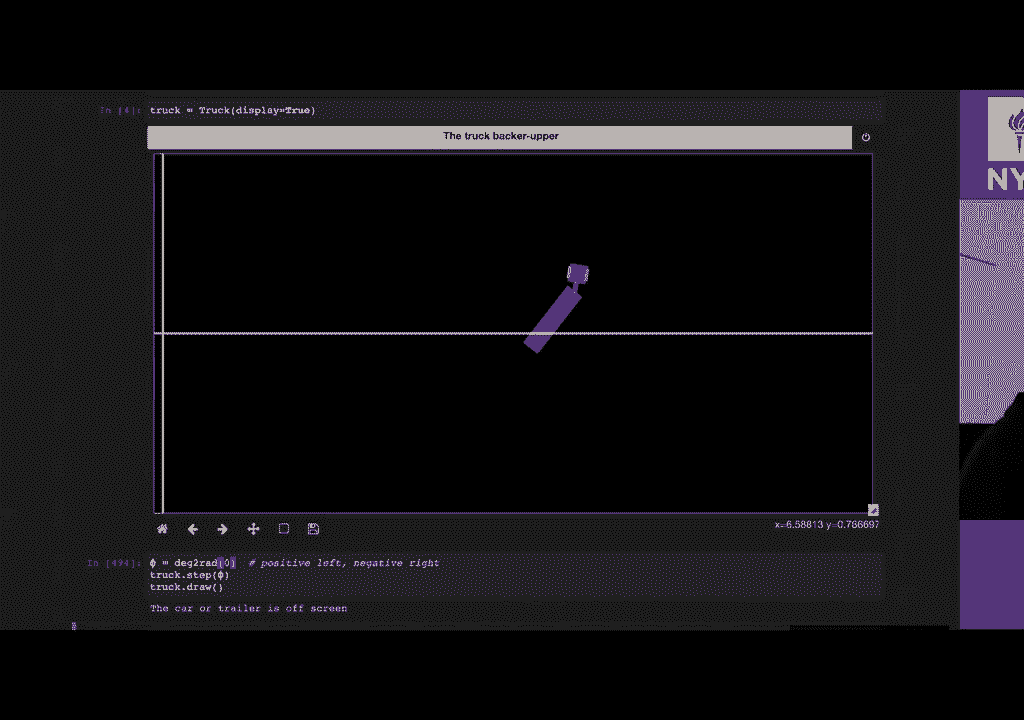 In [4]: truck = Truck(display=True)
The truck backer-upper
x=6.58813 y=0.786697
In [494]: ϕ = deg2rad(0)  # positive left, negative right
truck.step(ϕ)
truck.draw()
The car or trailer is off screen
NY